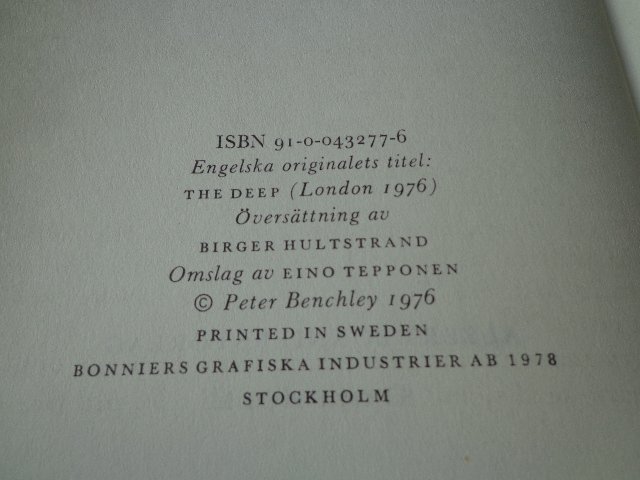 ISBN 91-0-043277-6
Engelska originalets titel:
THE DEEP (London 1976)
Översättning av
BIRGER HULTSTRAND
Omslag av EINO TEPPONEN
© Peter Benchley 1976
PRINTED IN SWEDEN
BONNIERS GRAFISKA INDUSTRIER AB 1978
STOCKHOLM